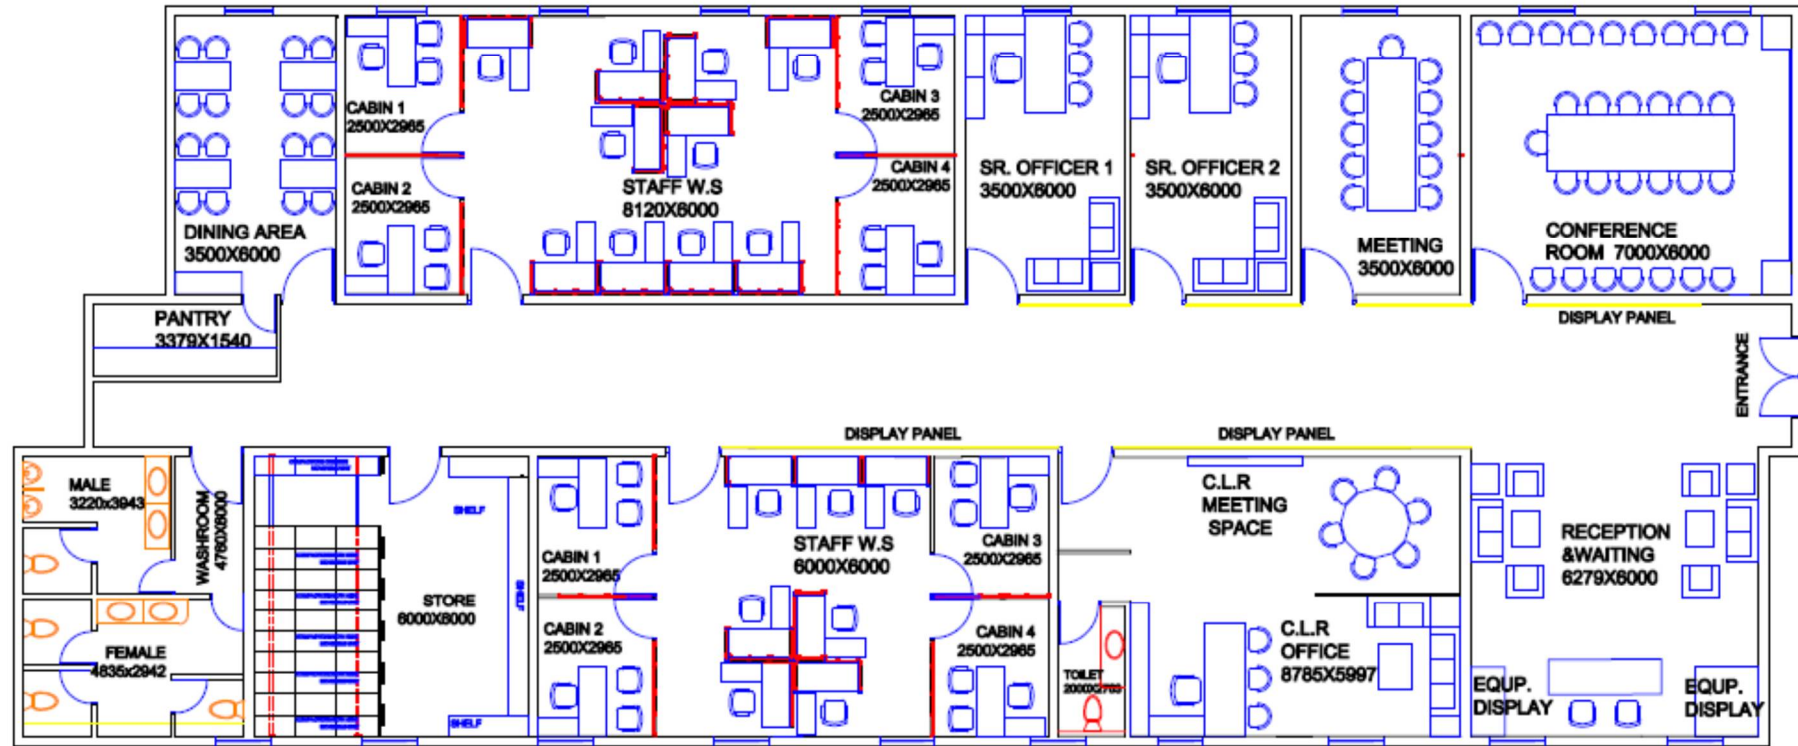 CABIN 1
2500X2965
CABIN 2
2500X2965
DINING AREA
3500X6000
STAFF W.S
8120X6000
CABIN 3
2500X2965
CABIN 4
2500X2965
SR. OFFICER 1
3500X6000
SR. OFFICER 2
3500X6000
MEETING
3500X6000
CONFERENCE
ROOM 7000X6000
PANTRY
3379X1540
DISPLAY PANEL
ENTRANCE
DISPLAY PANEL
DISPLAY PANEL
MALE
3220x3943
WASHROOM
4760X6000
FEMALE
4835x2942
SHELF
SHELF
SHELF
STORE
6000X6000
CABIN 1
2500X2965
CABIN 2
2500X2965
STAFF W.S
6000X6000
CABIN 3
2500X2965
CABIN 4
2500X2965
TOILET
C.L.R
MEETING
SPACE
C.L.R
OFFICE
8785X5997
RECEPTION
&WAITING
6279X6000
EQUP.
DISPLAY
EQUP.
DISPLAY